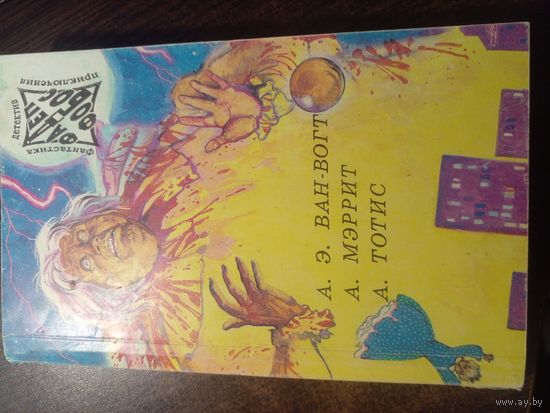 фантастика
детектив
приключения
А. Э. ВАН-ВОГТ
А. МЭРРИТ
А. ТОТИС
www.ay.by